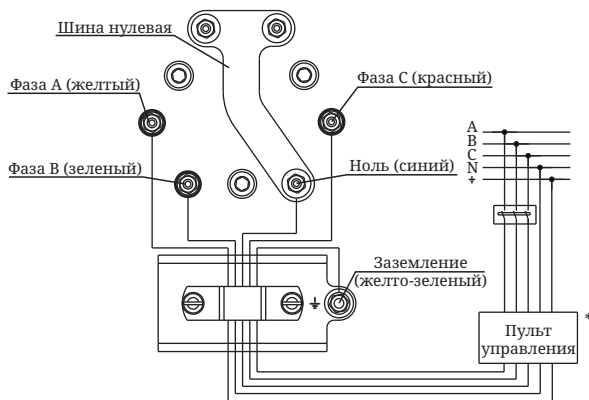 Шина нулевая
Фаза А (желтый)
Фаза С (красный)
Фаза В (зеленый)
Ноль (синий)
Заземление
(желто-зеленый)
A
B
C
N
⏚
⏚
Пульт
управления
*